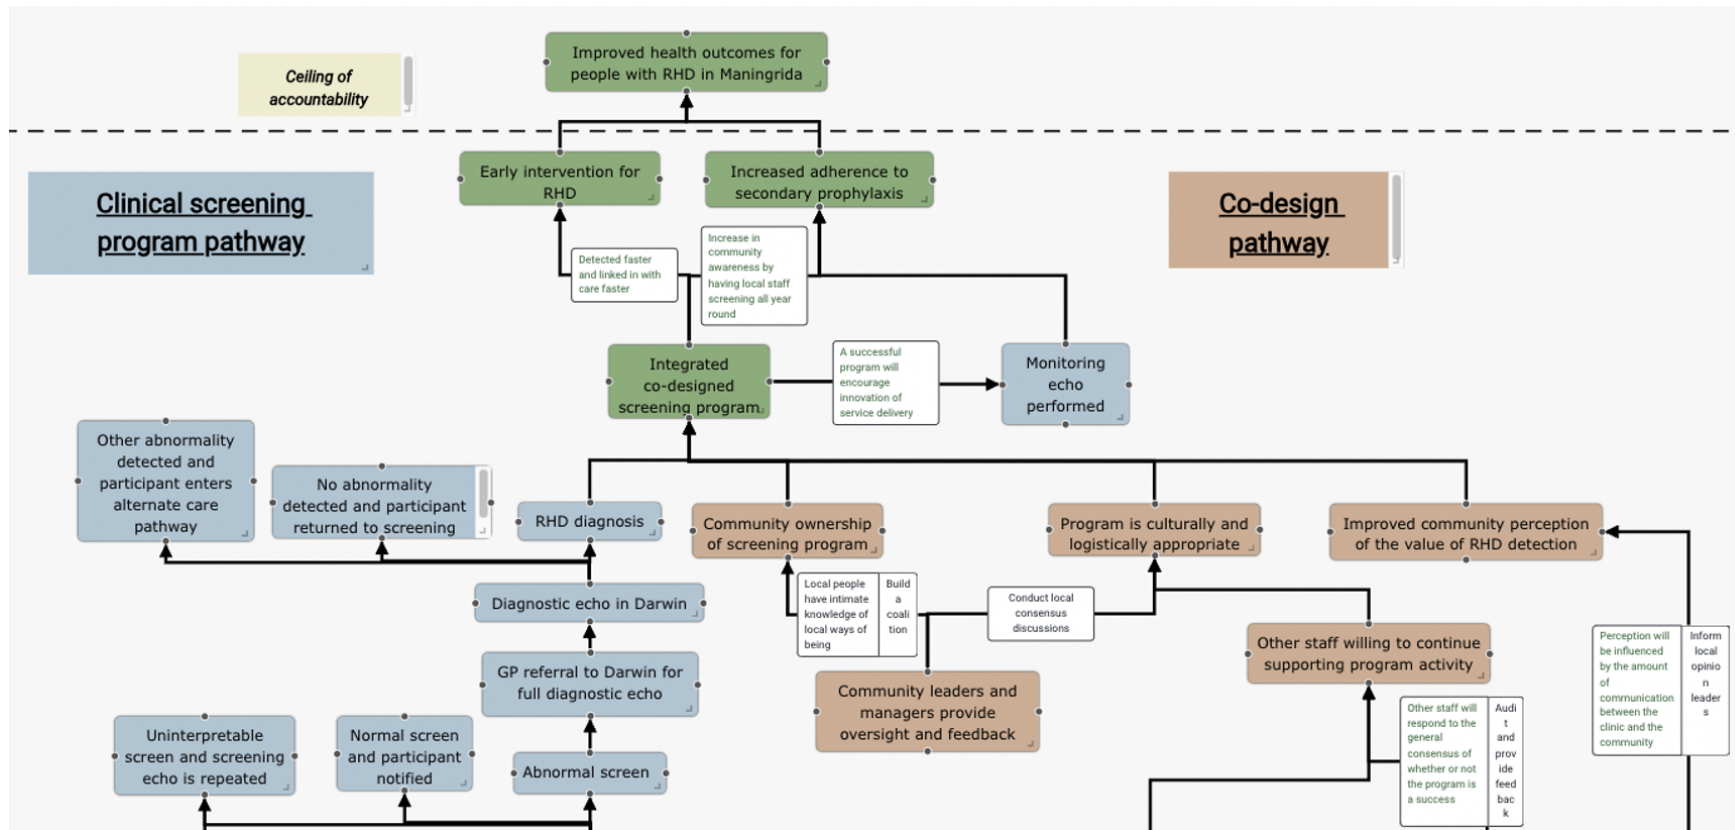 Improved health outcomes for
people with RHD in Maningrida
Ceiling of
accountability
Early intervention for
RHD
Increased adherence to
secondary prophylaxis
Clinical screening
program pathway
Co-design
pathway
Detected faster
and linked in with
care faster
Increase in
community
awareness by
having local staff
screening all year
round
Integrated
co-designed
screening program
A successful
program will
encourage
innovation of
service delivery
Monitoring
echo
performed
Other abnormality
detected and
participant enters
alternate care
pathway
No abnormality
detected and participant
returned to screening
RHD diagnosis
Community ownership
of screening program
Program is culturally and
logistically appropriate
Improved community perception
of the value of RHD detection
Diagnostic echo in Darwin
Local people
have intimate
knowledge of
local ways of
being
Build
a
coali
tion
Conduct local
consensus
discussions
Other staff willing to continue
supporting program activity
Perception will
be influenced
by the amount
of
communication
between the
clinic and the
community
Inform
local
opinio
n
leader
s
GP referral to Darwin for
full diagnostic echo
Community leaders and
managers provide
oversight and feedback
Other staff will
respond to the
general
consensus of
whether or not
the program is
a success
Audi
t
and
prov
ide
feed
bac
k
Uninterpretable
screen and screening
echo is repeated
Normal screen
and participant
notified
Abnormal screen